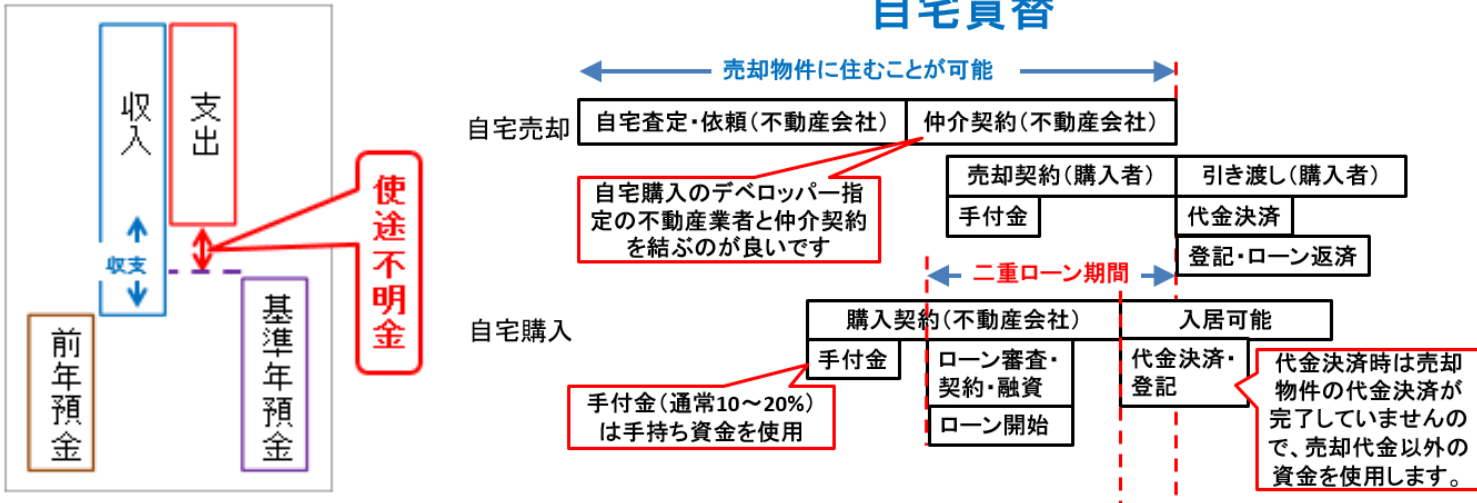 収入
支出
使途不明金
収支
前年預金
基準年預金
自宅買替
売却物件に住むことが可能
自宅売却
自宅査定・依頼(不動産会社)
仲介契約(不動産会社)
自宅購入のデベロッパー指
定の不動産業者と仲介契約
を結ぶのが良いです
売却契約(購入者)
引き渡し(購入者)
手付金
代金決済
登記・ローン返済
二重ローン期間
自宅購入
購入契約(不動産会社)
入居可能
手付金
ローン審査・
契約・融資
ローン開始
代金決済・
登記
手付金(通常10～20%)
は手持ち資金を使用
代金決済時は売却
物件の代金決済が
完了していませんの
で、売却代金以外の
資金を使用します。